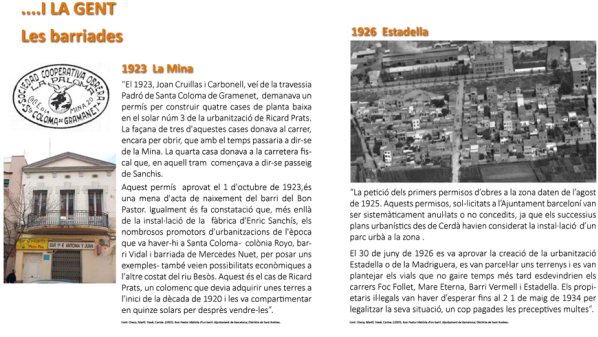 ....I LA GENT
Les barriades
SOCIEDAD COOPERATIVA OBRERA
LA PALOMA
STA COLOMA DE GRAMANET
BAR Pº E ANTONIA Y JUAN
1923 La Mina
"El 1923, Joan Cruillas i Carbonell, veí de la travessia
Padró de Santa Coloma de Gramenet, demanava un
permís per construir quatre cases de planta baixa
en el solar núm 3 de la urbanització de Ricard Prats.
La façana de tres d'aquestes cases donava al carrer,
encara per obrir, que amb el temps passaria a dir-se
de la Mina. La quarta casa donava a la carretera fis-
cal que, en aquell tram començava a dir-se passeig
de Sanchis.
Aquest permís aprovat el 1 d'octubre de 1923,és
una mena d'acta de naixement del barri del Bon
Pastor. Igualment és fa constatació que, més enllà
de la instal·lació de la fàbrica d'Enric Sanchís, els
nombrosos promotors d'urbanitzacions de l'època
que va haver-hi a Santa Coloma- colònia Royo, bar-
ri Vidal i barriada de Mercedes Nuet, per posar uns
exemples- també veien possibilitats econòmiques a
l'altre costat del riu Besòs. Aquest és el cas de Ricard
Prats, un colomenc que devia adquirir unes terres a
l'inici de la dècada de 1920 i les va compartimentar
en quinze solars per desprès vendre-les".
1926 Estadella
"La petició dels primers permisos d'obres a la zona daten de l'agost
de 1925. Aquests permisos, sol·licitats a l'Ajuntament barceloní van
ser sistemàticament anul·lats o no concedits, ja que els successius
plans urbanístics des de Cerdà havien considerat la instal·lació d'un
parc urbà a la zona .
El 30 de juny de 1926 es va aprovar la creació de la urbanització
Estadella o de la Madriguera, es van parcel·lar uns terrenys i es van
plantejar els vials que no gaire temps més tard esdevindrien els
carrers Foc Follet, Mare Eterna, Barri Vermell i Estadella. Els propi-
etaris il·legals van haver d'esperar fins al 2 1 de maig de 1934 per
legalitzar la seva situació, un cop pagades les preceptives multes".